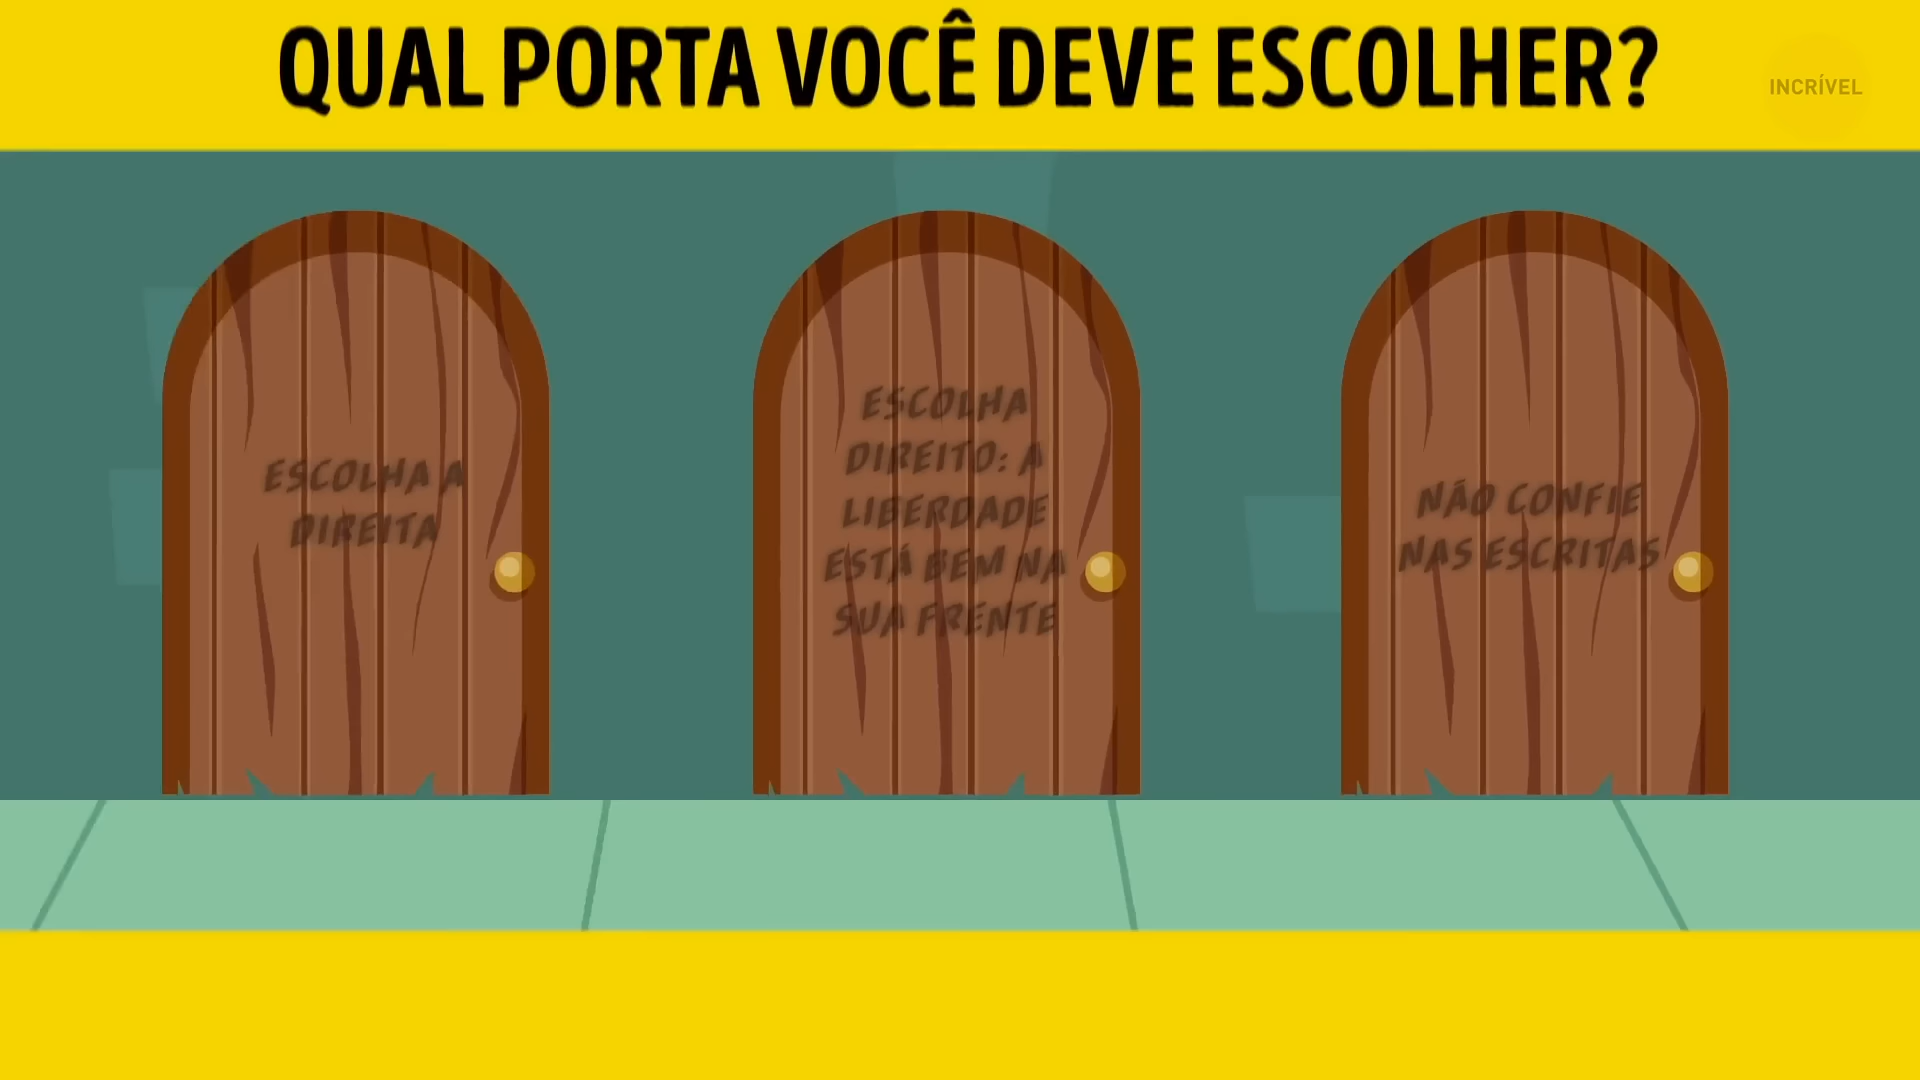 QUAL PORTA VOCÊ DEVE ESCOLHER?
INCRÍVEL
ESCOLHA A
DIREITA
ESCOLHA
DIREITO: A
LIBERDADE
ESTÁ BEM NA
SUA FRENTE
NÃO CONFIE
NAS ESCRITAS